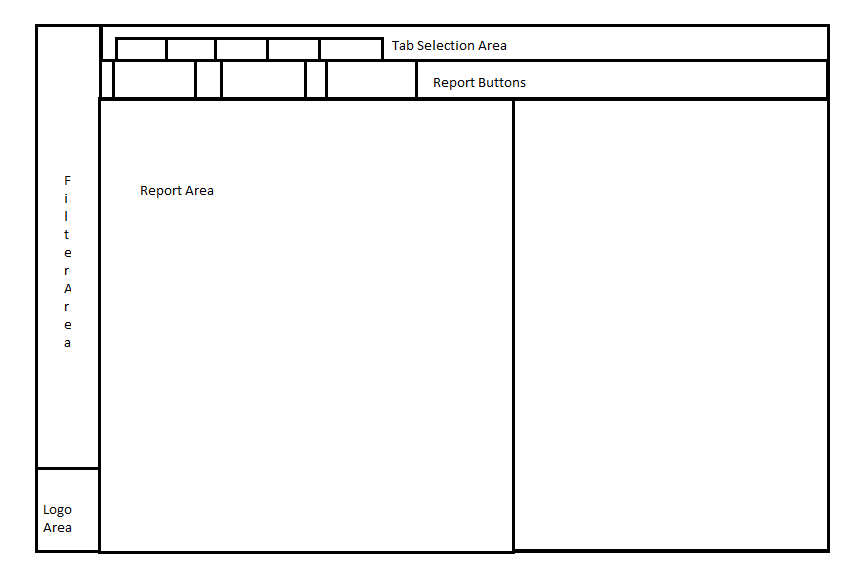 Tab Selection Area
Report Buttons
F
i
l
t
e
r
A
r
e
a
Report Area
Logo
Area